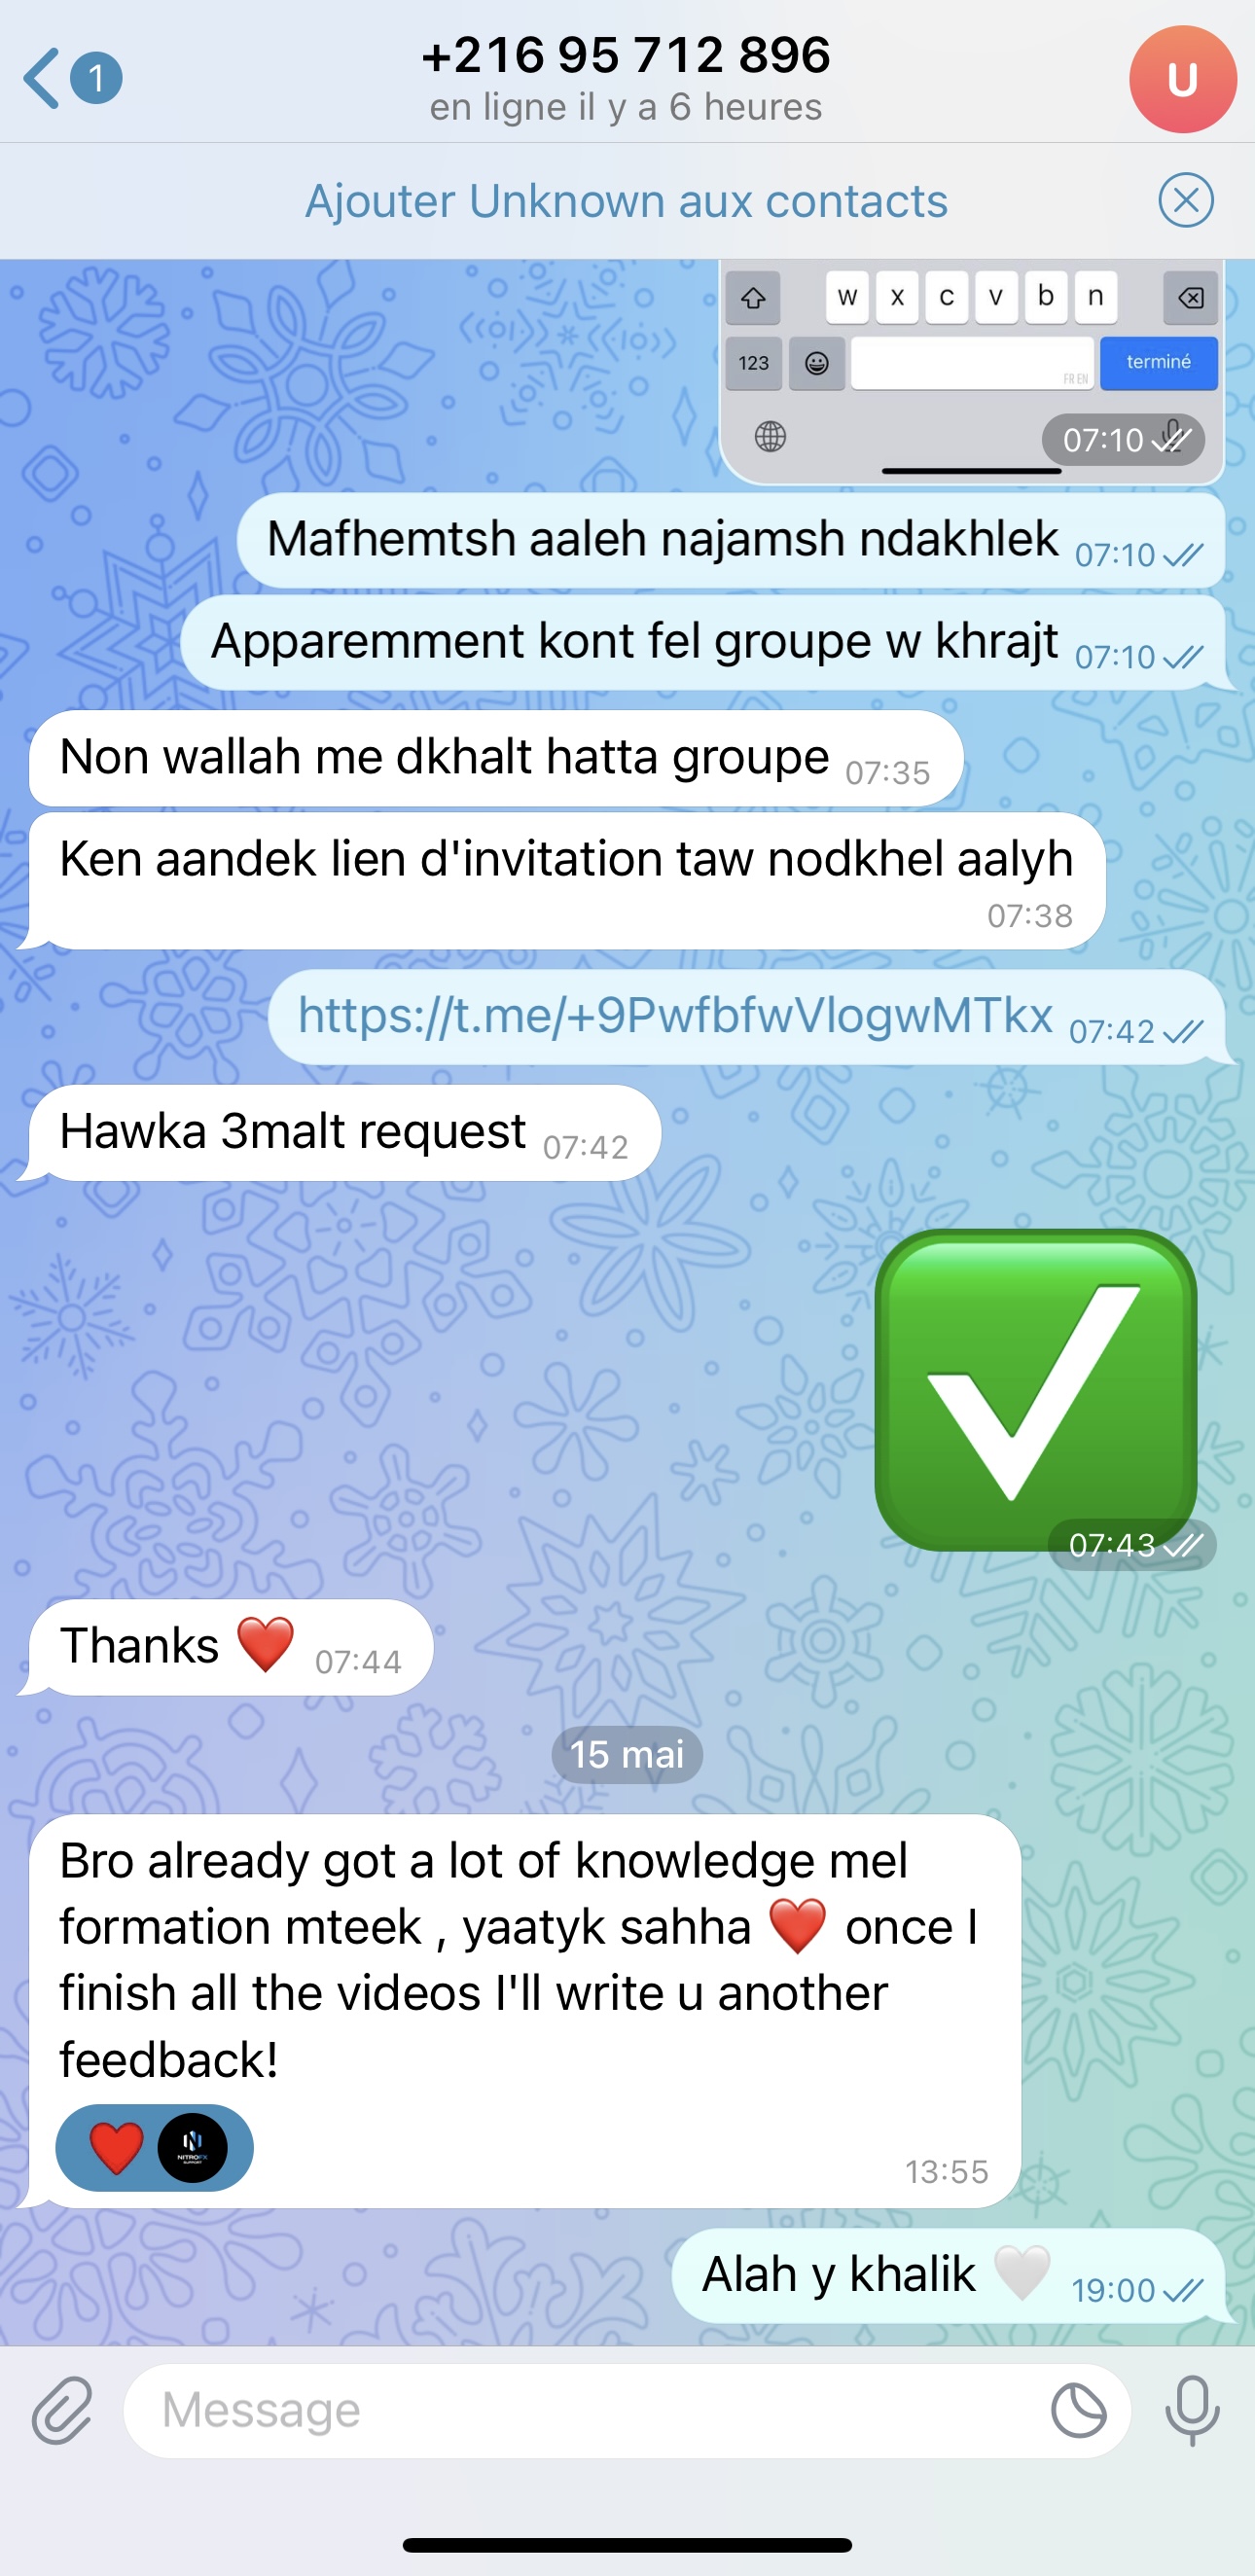 1
+216 95 712 896
en ligne il y a 6 heures
U
Ajouter Unknown aux contacts
w x c v b n
123
FR EN
terminé
07:10
Mafhemtsh aaleh najamsh ndakhlek 07:10
Apparemment kont fel groupe w khrajt 07:10
Non wallah me dkhalt hatta groupe 07:35
Ken aandek lien d'invitation taw nodkhel aalyh
07:38
https://t.me/+9PwfbfwVlogwMTkx 07:42
Hawka 3malt request 07:42
07:43
Thanks ❤️ 07:44
15 mai
Bro already got a lot of knowledge mel
formation mteek , yaatyk sahha ❤️ once I
finish all the videos I'll write u another
feedback!
NITROFX
SUPPORT
13:55
Alah y khalik 🤍 19:00
Message